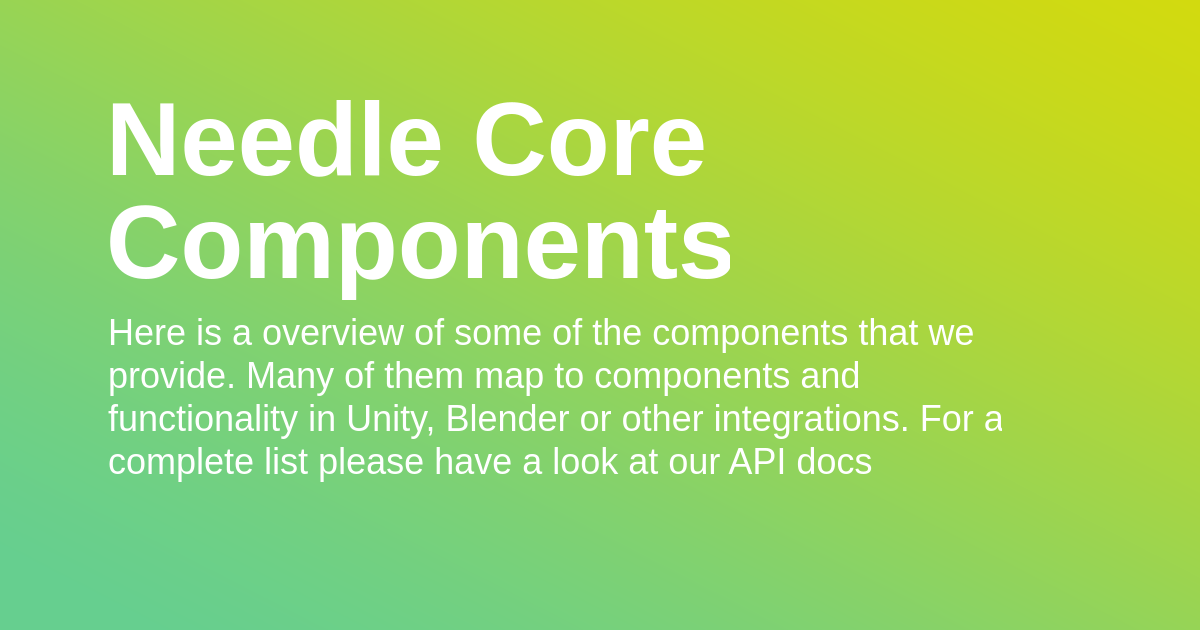 Needle Core
Components
Here is a overview of some of the components that we
provide. Many of them map to components and
functionality in Unity, Blender or other integrations. For a
complete list please have a look at our API docs